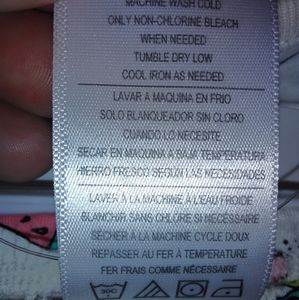 MACHINE WASH COLD
ONLY NON-CHLORINE BLEACH
WHEN NEEDED
TUMBLE DRY LOW
COOL IRON AS NEEDED
LAVAR A MAQUINA EN FRIO
SOLO BLANQUEADOR SIN CLORO
CUANDO LO NECESITE
SECAR EN MAQUINA A BAJA TEMPERATURA
HIERRO FRESCO SEGUN LAS NECESIDADES
LAVER À LA MACHINE À L'EAU FROIDE
BLANCHIR SANS CHLORE SI NECESSAIRE
SÉCHER À LA MACHINE CYCLE DOUX
REPASSER AU FER À TEMPÉRATURE
FER FRAIS COMME NÉCESSAIRE
30C